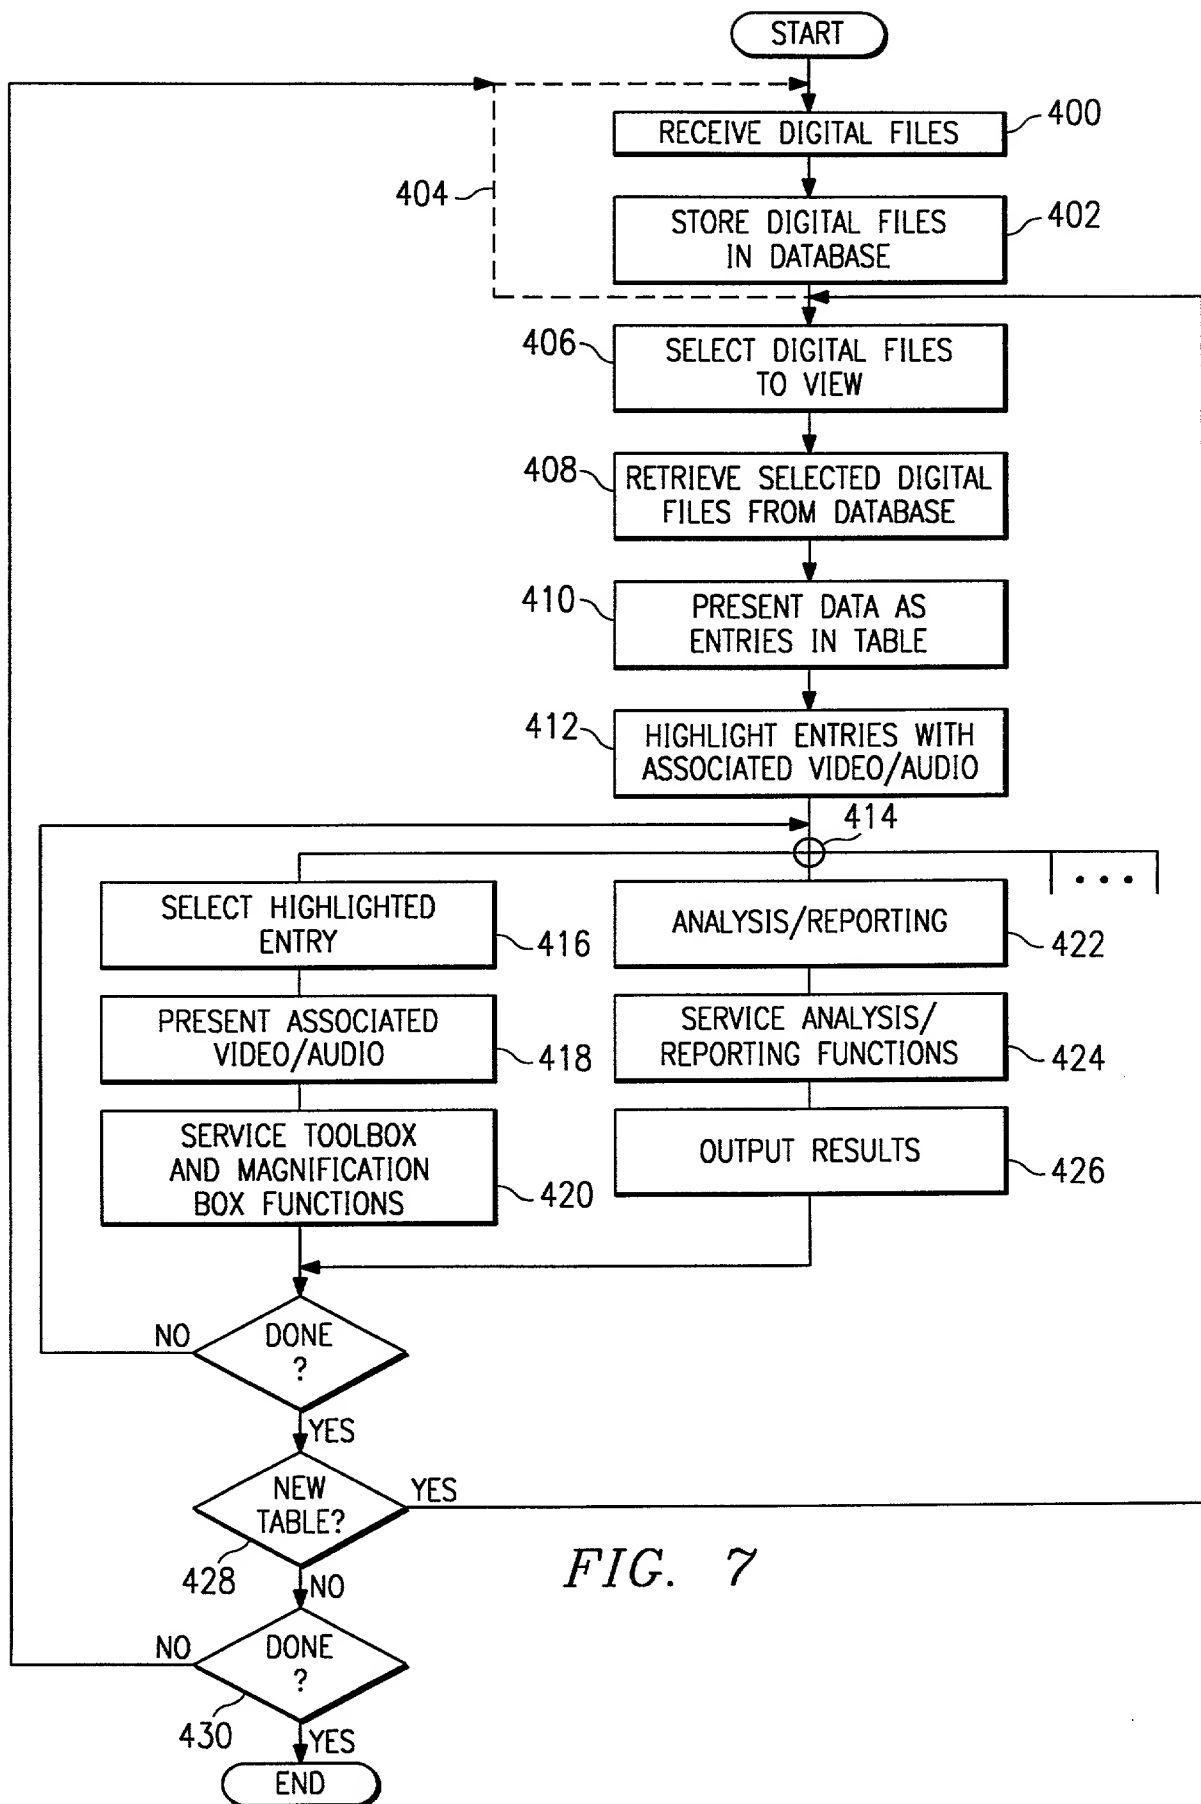 START
RECEIVE DIGITAL FILES
400
STORE DIGITAL FILES
IN DATABASE
402
404
406
SELECT DIGITAL FILES
TO VIEW
408
RETRIEVE SELECTED DIGITAL
FILES FROM DATABASE
410
PRESENT DATA AS
ENTRIES IN TABLE
412
HIGHLIGHT ENTRIES WITH
ASSOCIATED VIDEO/AUDIO
414
SELECT HIGHLIGHTED
ENTRY
416
ANALYSIS/REPORTING
422
• • •
PRESENT ASSOCIATED
VIDEO/AUDIO
418
SERVICE ANALYSIS/
REPORTING FUNCTIONS
424
SERVICE TOOLBOX
AND MAGNIFICATION
BOX FUNCTIONS
420
OUTPUT RESULTS
426
NO
DONE
?
YES
NEW
TABLE?
YES
428
NO
FIG. 7
NO
DONE
?
430
YES
END